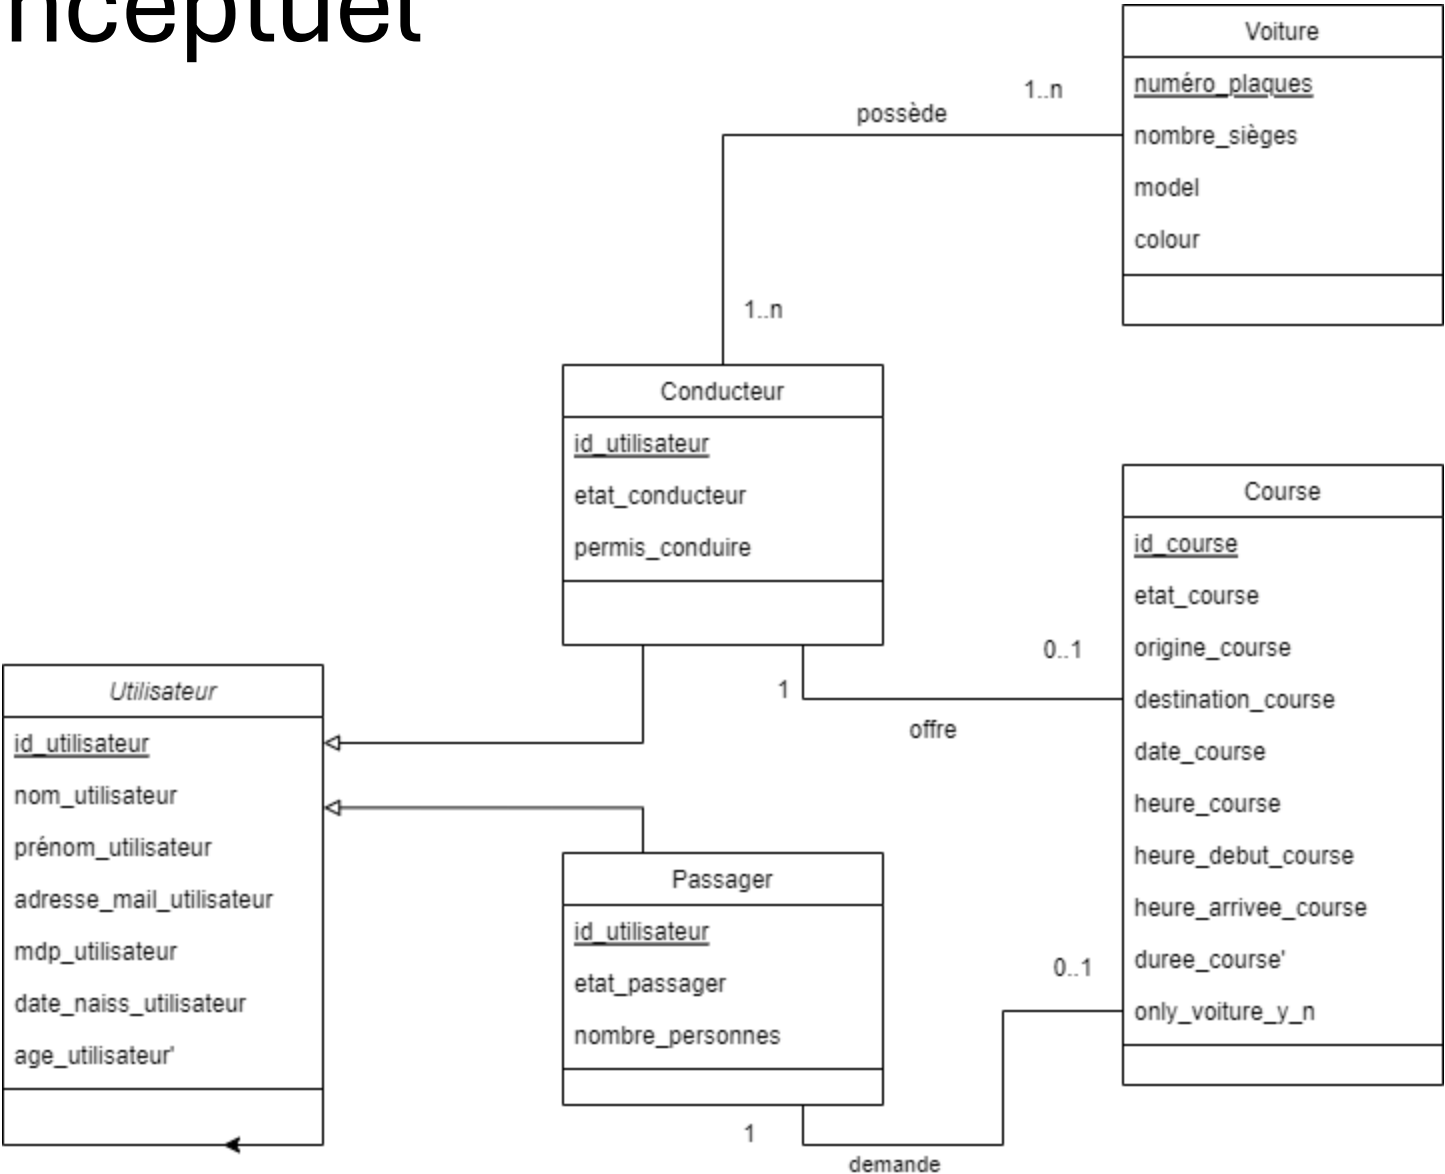 nceptuel
Voiture
numéro_plaques
nombre_sièges
model
colour
1..n
possède
1..n
Conducteur
id_utilisateur
etat_conducteur
permis_conduire
Course
id_course
etat_course
origine_course
destination_course
date_course
heure_course
heure_debut_course
heure_arrivee_course
duree_course'
only_voiture_y_n
0..1
1
offre
Utilisateur
id_utilisateur
nom_utilisateur
prénom_utilisateur
adresse_mail_utilisateur
mdp_utilisateur
date_naiss_utilisateur
age_utilisateur'
Passager
id_utilisateur
etat_passager
nombre_personnes
0..1
1
demande